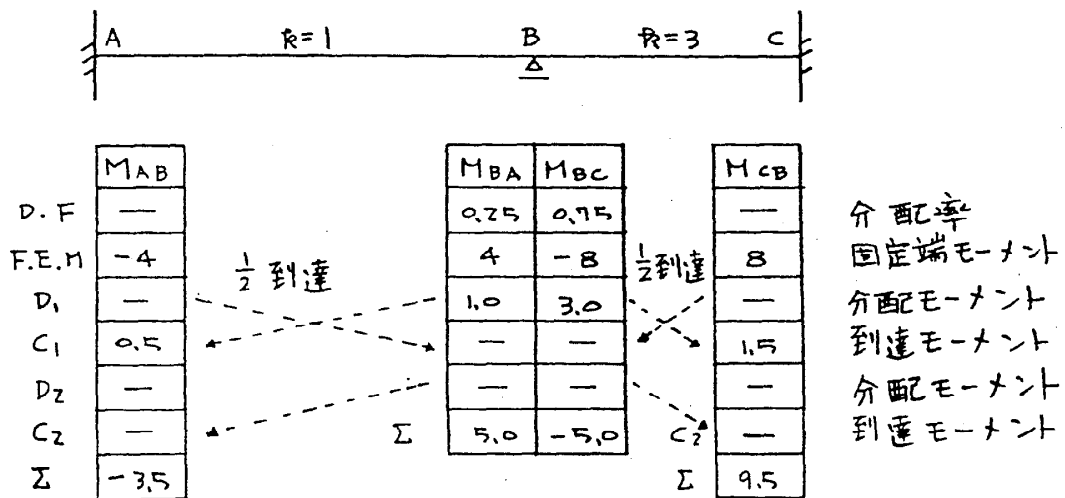 A k=1 B k=3 C
MAB MBA MBC MCB
D.F — 0.25 0.75 — 分配率
F.E.M -4 4 -8 8 固定端モーメント
1/2 到達 1/2 到達
D1 — 1.0 3.0 — 分配モーメント
C1 0.5 — — 1.5 到達モーメント
D2 — — — — 分配モーメント
C2 — Σ 5.0 -5.0 C2 — 到達モーメント
Σ -3.5 Σ 9.5